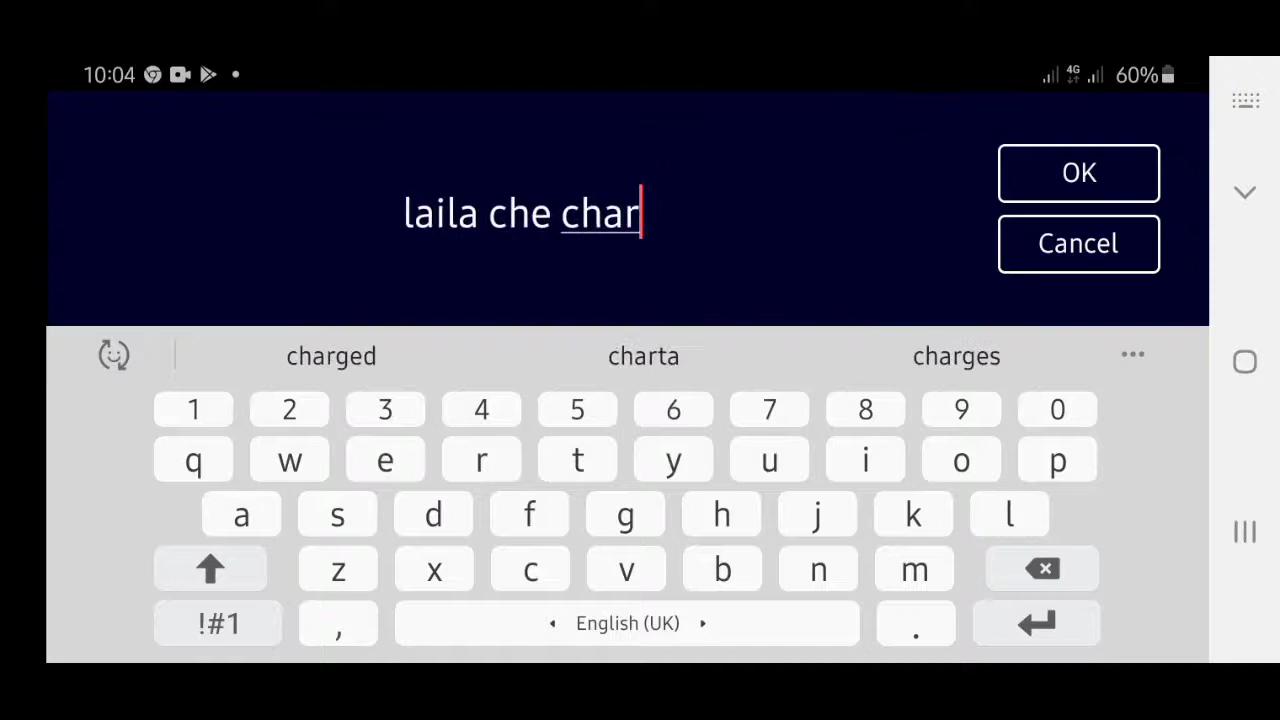 10:04 4G 60%
laila che char
OK
Cancel
charged charta charges
1 2 3 4 5 6 7 8 9 0
q w e r t y u i o p
a s d f g h j k l
z x c v b n m
!#1 , English (UK) .